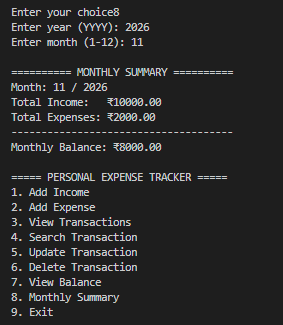 Enter your choice8
Enter year (YYYY): 2026
Enter month (1-12): 11
========== MONTHLY SUMMARY ==========
Month: 11 / 2026
Total Income:   ₹10000.00
Total Expenses: ₹2000.00
-------------------------------------
Monthly Balance: ₹8000.00
===== PERSONAL EXPENSE TRACKER =====
1. Add Income
2. Add Expense
3. View Transactions
4. Search Transaction
5. Update Transaction
6. Delete Transaction
7. View Balance
8. Monthly Summary
9. Exit